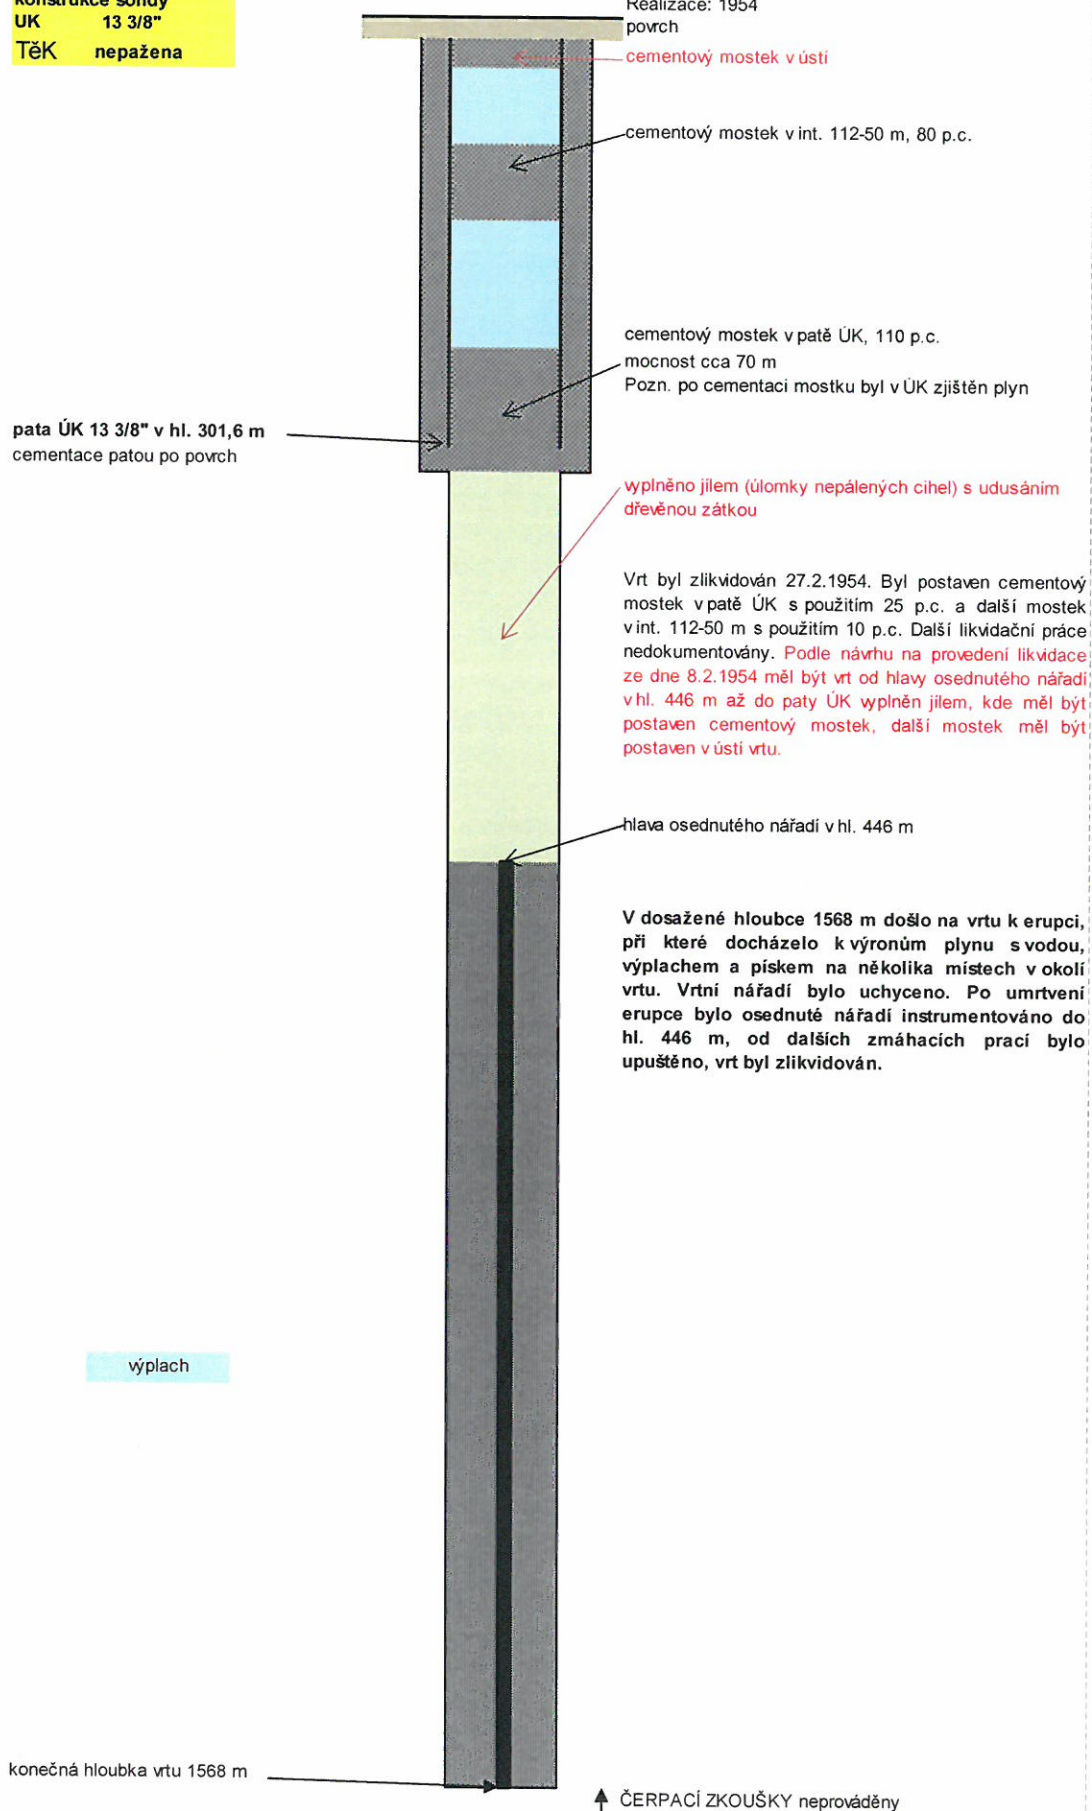 konstrukce sondy
UK 13 3/8"
TěK nepažena
Realizace: 1954
povrch
cementový mostek v ústí
cementový mostek v int. 112-50 m, 80 p.c.
cementový mostek v patě ÚK, 110 p.c.
mocnost cca 70 m
Pozn. po cementaci mostku byl v ÚK zjištěn plyn
pata ÚK 13 3/8" v hl. 301,6 m
cementace patou po povrch
vyplněno jílem (úlomky nepálených cihel) s udusáním
dřevěnou zátkou
Vrt byl zlikvidován 27.2.1954. Byl postaven cementový
mostek v patě ÚK s použitím 25 p.c. a další mostek
v int. 112-50 m s použitím 10 p.c. Další likvidační práce
nedokumentovány. Podle návrhu na provedení likvidace
ze dne 8.2.1954 měl být vrt od hlavy osednutého nářadí
v hl. 446 m až do paty ÚK vyplněn jílem, kde měl být
postaven cementový mostek, další mostek měl být
postaven v ústí vrtu.
hlava osednutého nářadí v hl. 446 m
V dosažené hloubce 1568 m došlo na vrtu k erupci,
při které docházelo k výronům plynu s vodou,
výplachem a pískem na několika místech v okolí
vrtu. Vrtní nářadí bylo uchyceno. Po umrtvení
erupce bylo osednuté nářadí instrumentováno do
hl. 446 m, od dalších zmáhacích prací bylo
upuštěno, vrt byl zlikvidován.
výplach
konečná hloubka vrtu 1568 m
ČERPACÍ ZKOUŠKY neprováděny